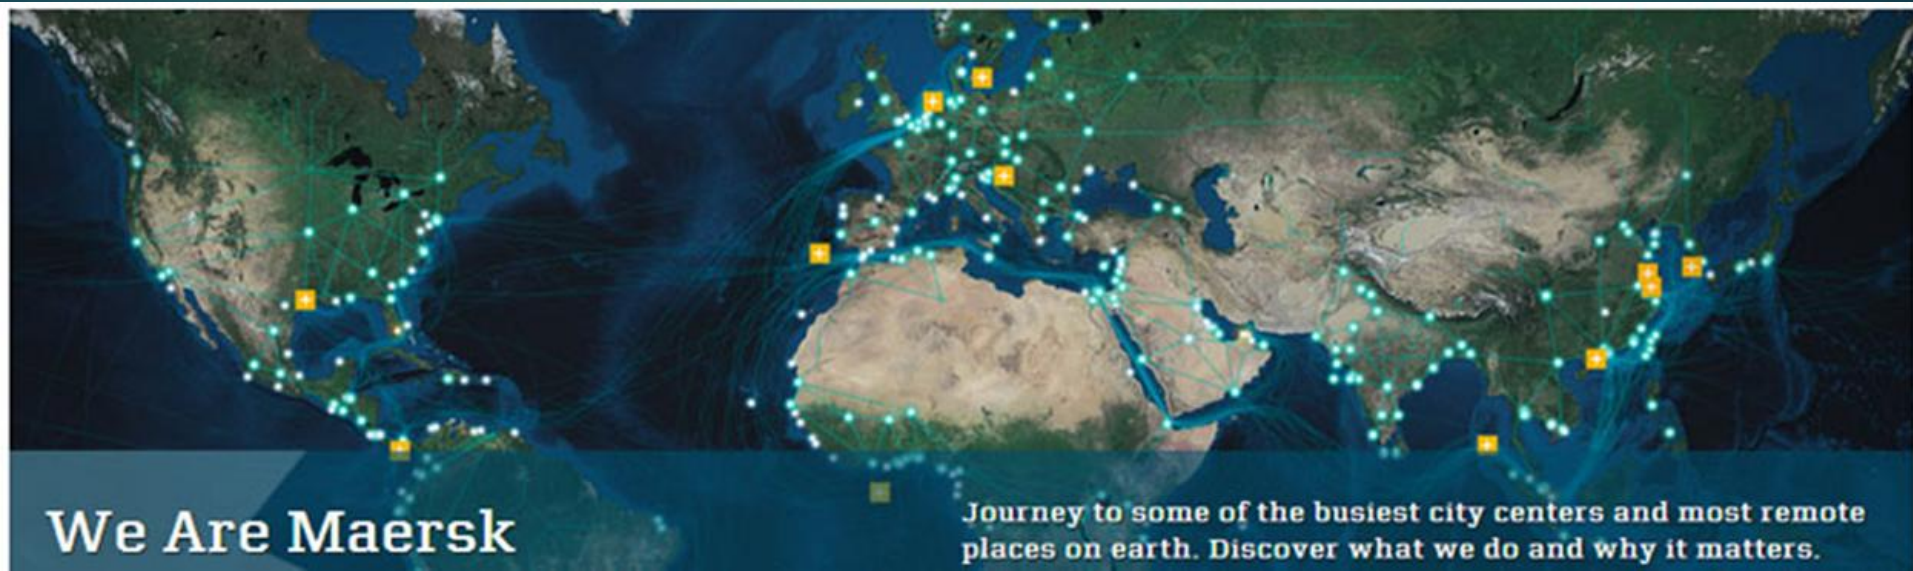 We Are Maersk
Journey to some of the busiest city centers and most remote
places on earth. Discover what we do and why it matters.